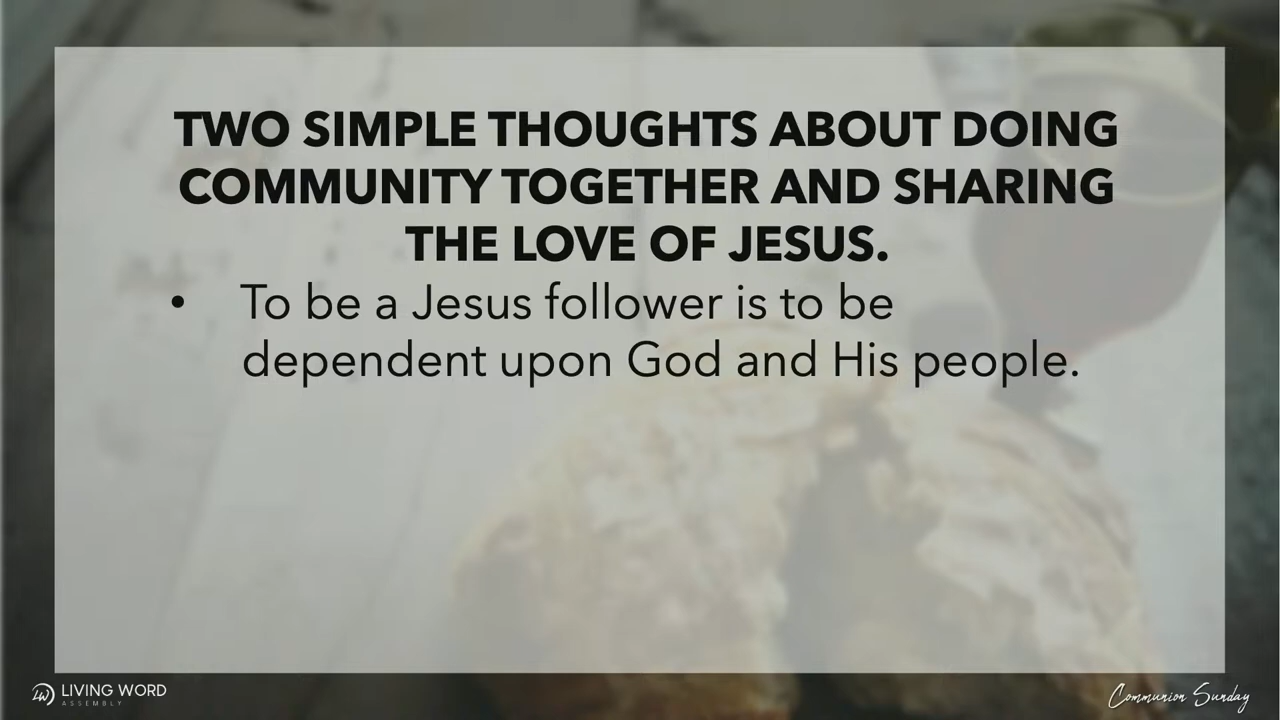 TWO SIMPLE THOUGHTS ABOUT DOING
COMMUNITY TOGETHER AND SHARING
THE LOVE OF JESUS.
• To be a Jesus follower is to be
dependent upon God and His people.
LW LIVING WORD
ASSEMBLY
Communion Sunday